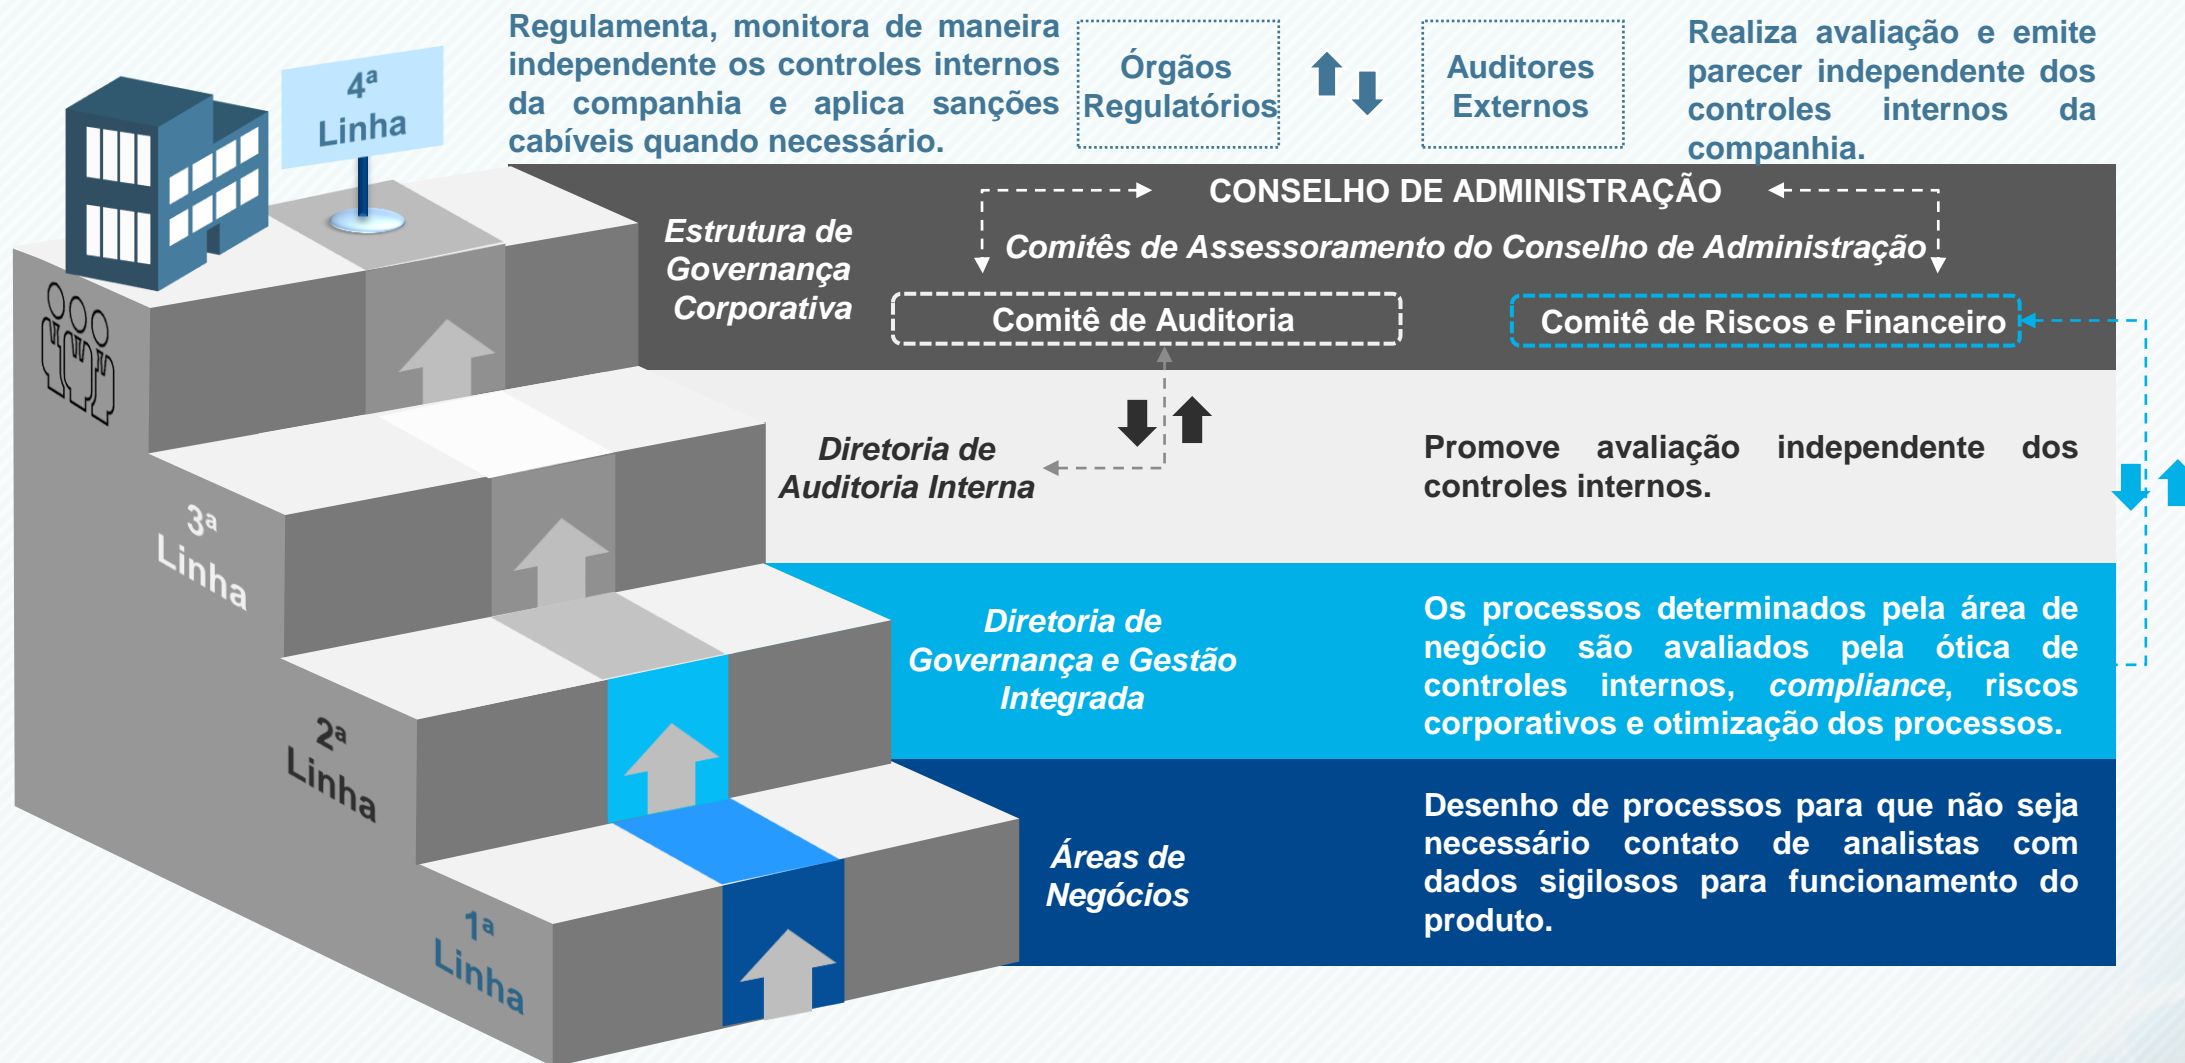 Regulamenta, monitora de maneira
independente os controles internos
da companhia e aplica sanções
cabíveis quando necessário.
Órgãos
Regulatórios
Auditores
Externos
Realiza avaliação e emite
parecer independente dos
controles internos da
companhia.
4ª
Linha
Estrutura de
Governança
Corporativa
CONSELHO DE ADMINISTRAÇÃO
Comitês de Assessoramento do Conselho de Administração
Comitê de Auditoria
Comitê de Riscos e Financeiro
3ª
Linha
Diretoria de
Auditoria Interna
Promove avaliação independente dos
controles internos.
2ª
Linha
Diretoria de
Governança e Gestão
Integrada
Os processos determinados pela área de
negócio são avaliados pela ótica de
controles internos, compliance, riscos
corporativos e otimização dos processos.
1ª
Linha
Áreas de
Negócios
Desenho de processos para que não seja
necessário contato de analistas com
dados sigilosos para funcionamento do
produto.